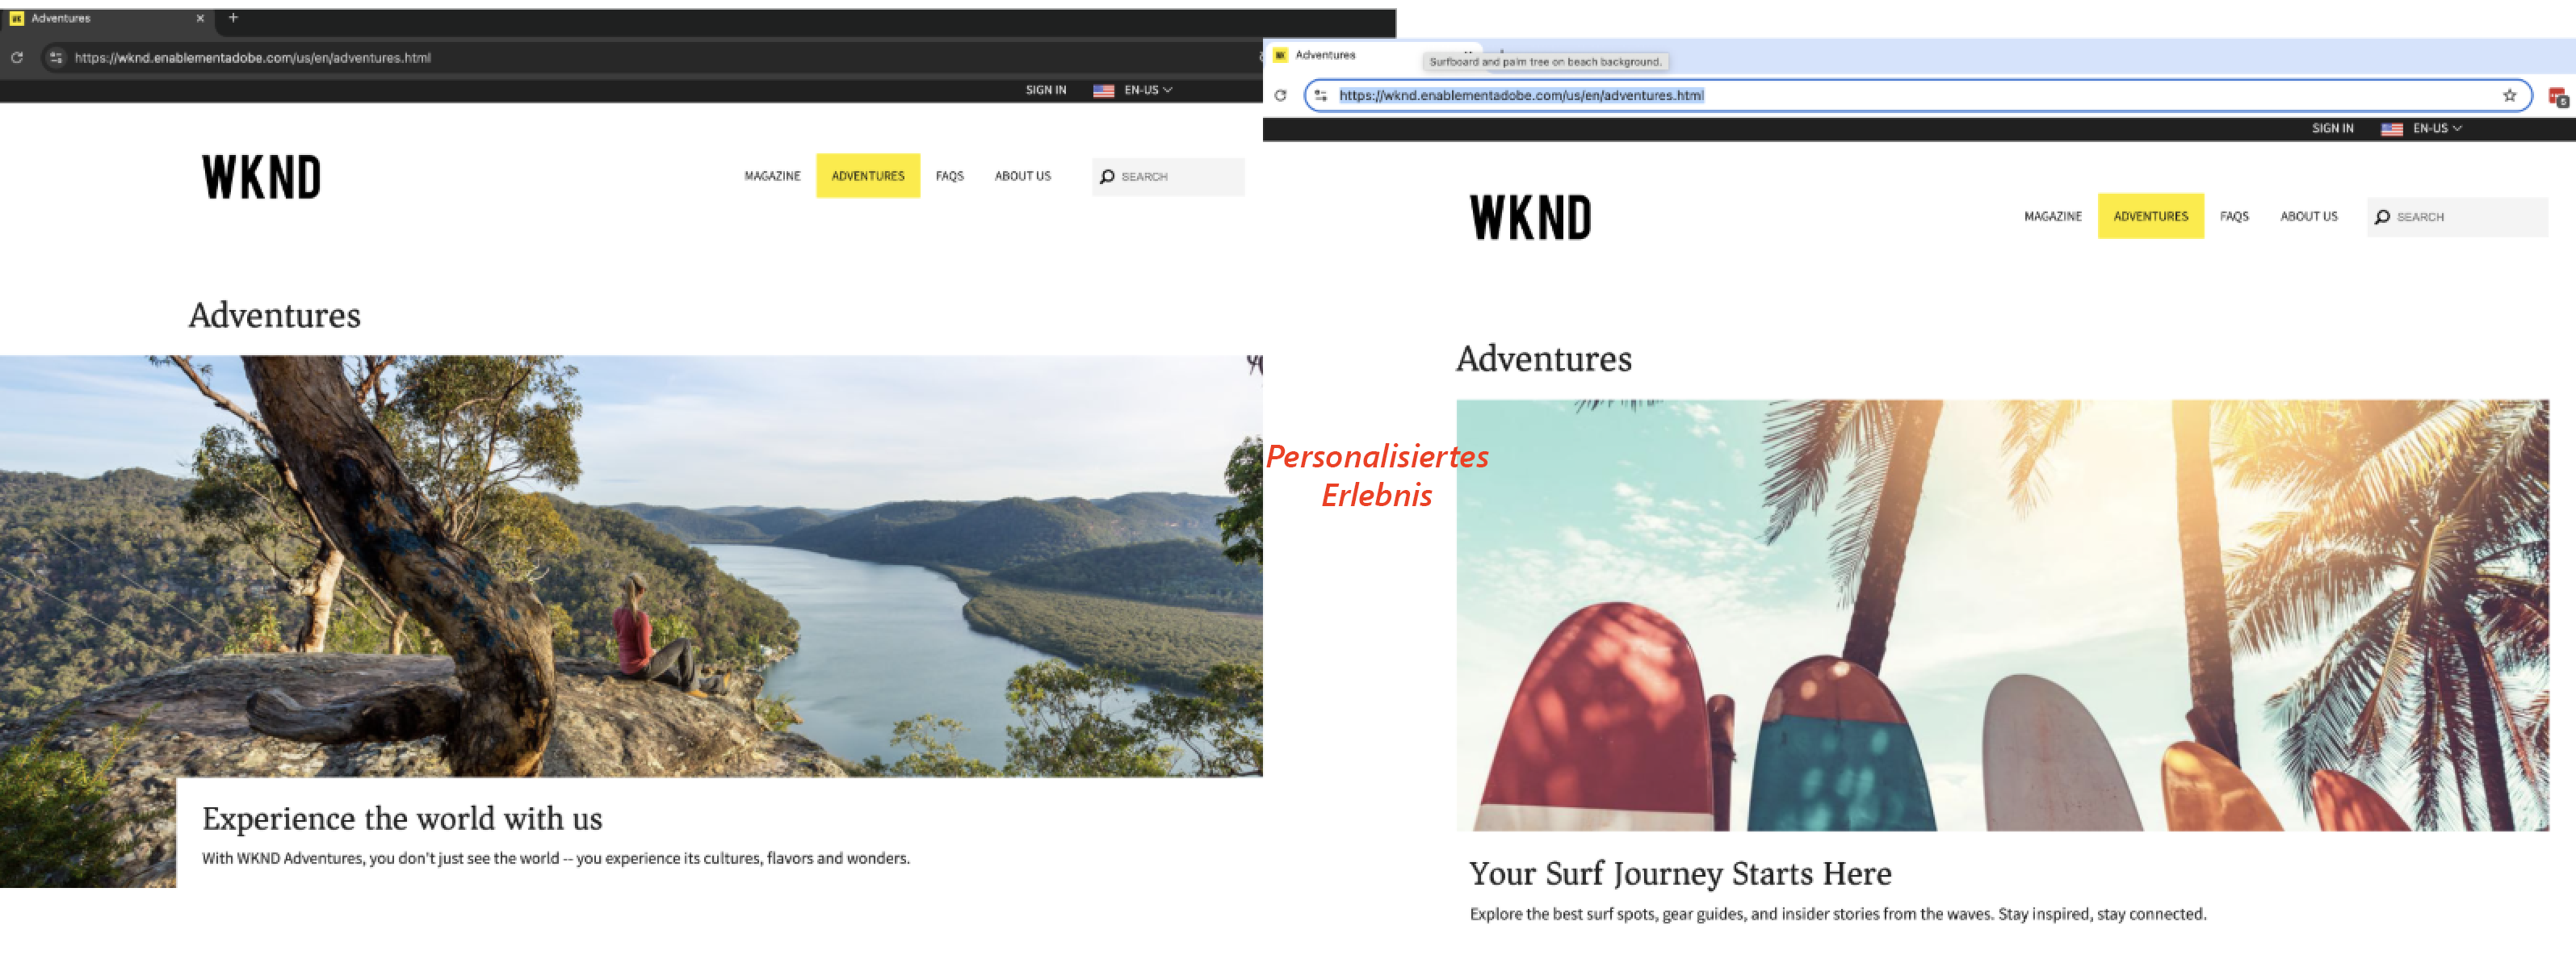 WK Adventures
https://wknd.enablementadobe.com/us/en/adventures.html
SIGN IN EN-US
WKND
MAGAZINE ADVENTURES FAQS ABOUT US SEARCH
Adventures
Experience the world with us
With WKND Adventures, you don't just see the world -- you experience its cultures, flavors and wonders.
Personalisiertes
Erlebnis
WK Adventures
Surfboard and palm tree on beach background.
https://wknd.enablementadobe.com/us/en/adventures.html
5
SIGN IN EN-US
WKND
MAGAZINE ADVENTURES FAQS ABOUT US SEARCH
Adventures
Your Surf Journey Starts Here
Explore the best surf spots, gear guides, and insider stories from the waves. Stay inspired, stay connected.